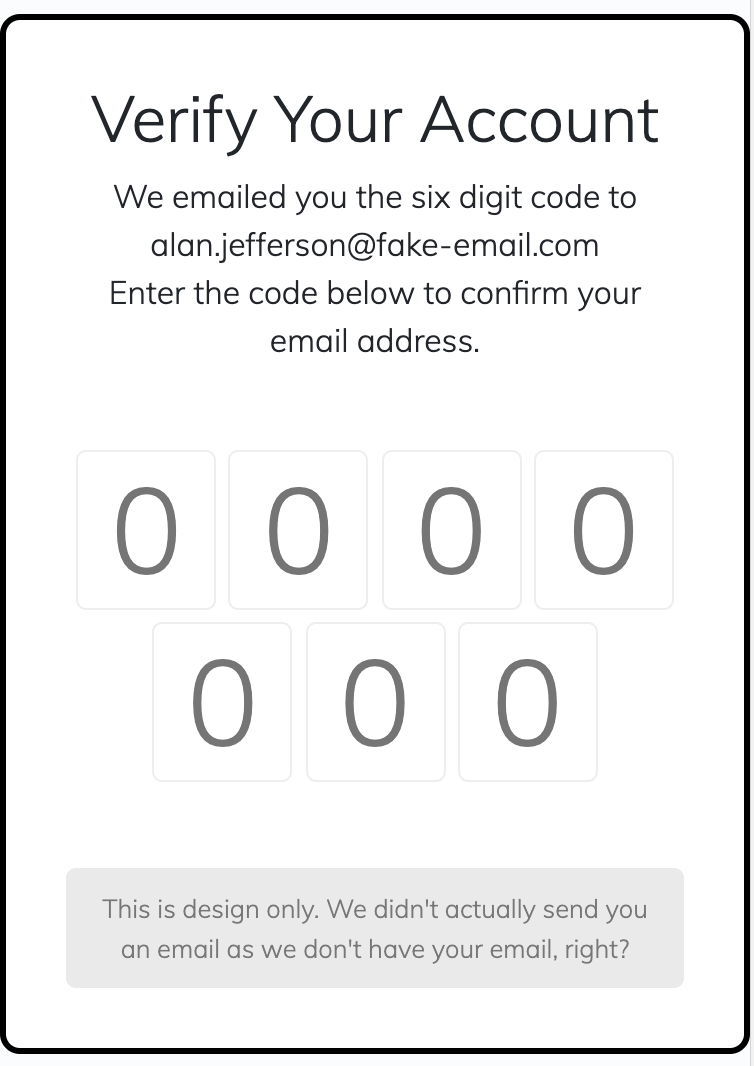 Verify Your Account
We emailed you the six digit code to
alan.jefferson@fake-email.com
Enter the code below to confirm your
email address.
0 0 0 0
0 0 0
This is design only. We didn't actually send you
an email as we don't have your email, right?